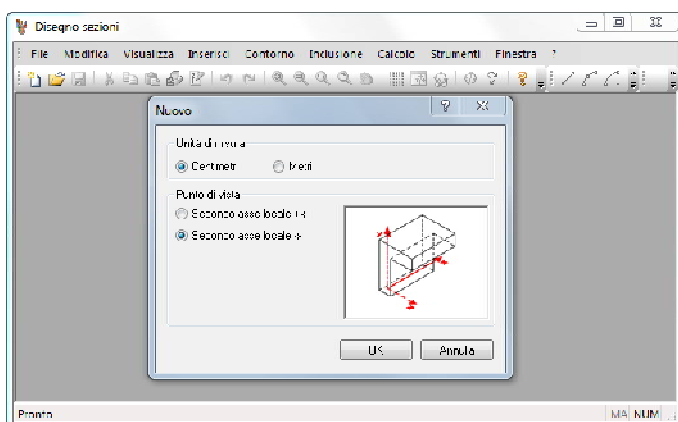 Disegno sezioni
File Modifica Visualizza Inserisci Contorno Inclusione Calcolo Strumenti Finestra ?
Nuovo
Unità di misura
Centimetri Metri
Punto di vista
Secondo asse locale +x
Secondo asse locale -x
OK Annulla
Pronto MA NUM